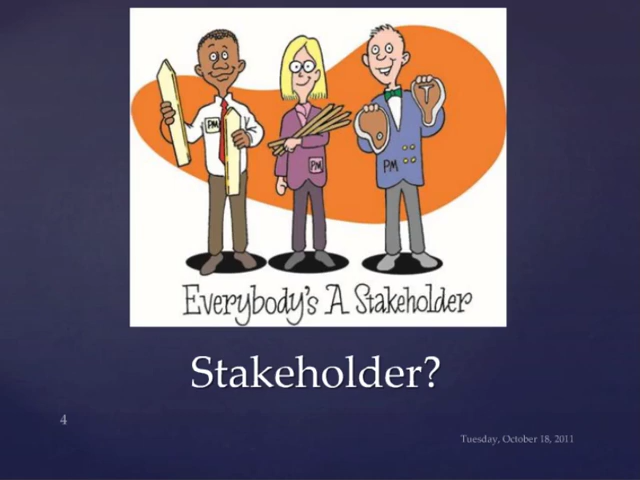 PM
PM
PM
Everybody's A Stakeholder
Stakeholder?
4
Tuesday, October 18, 2011